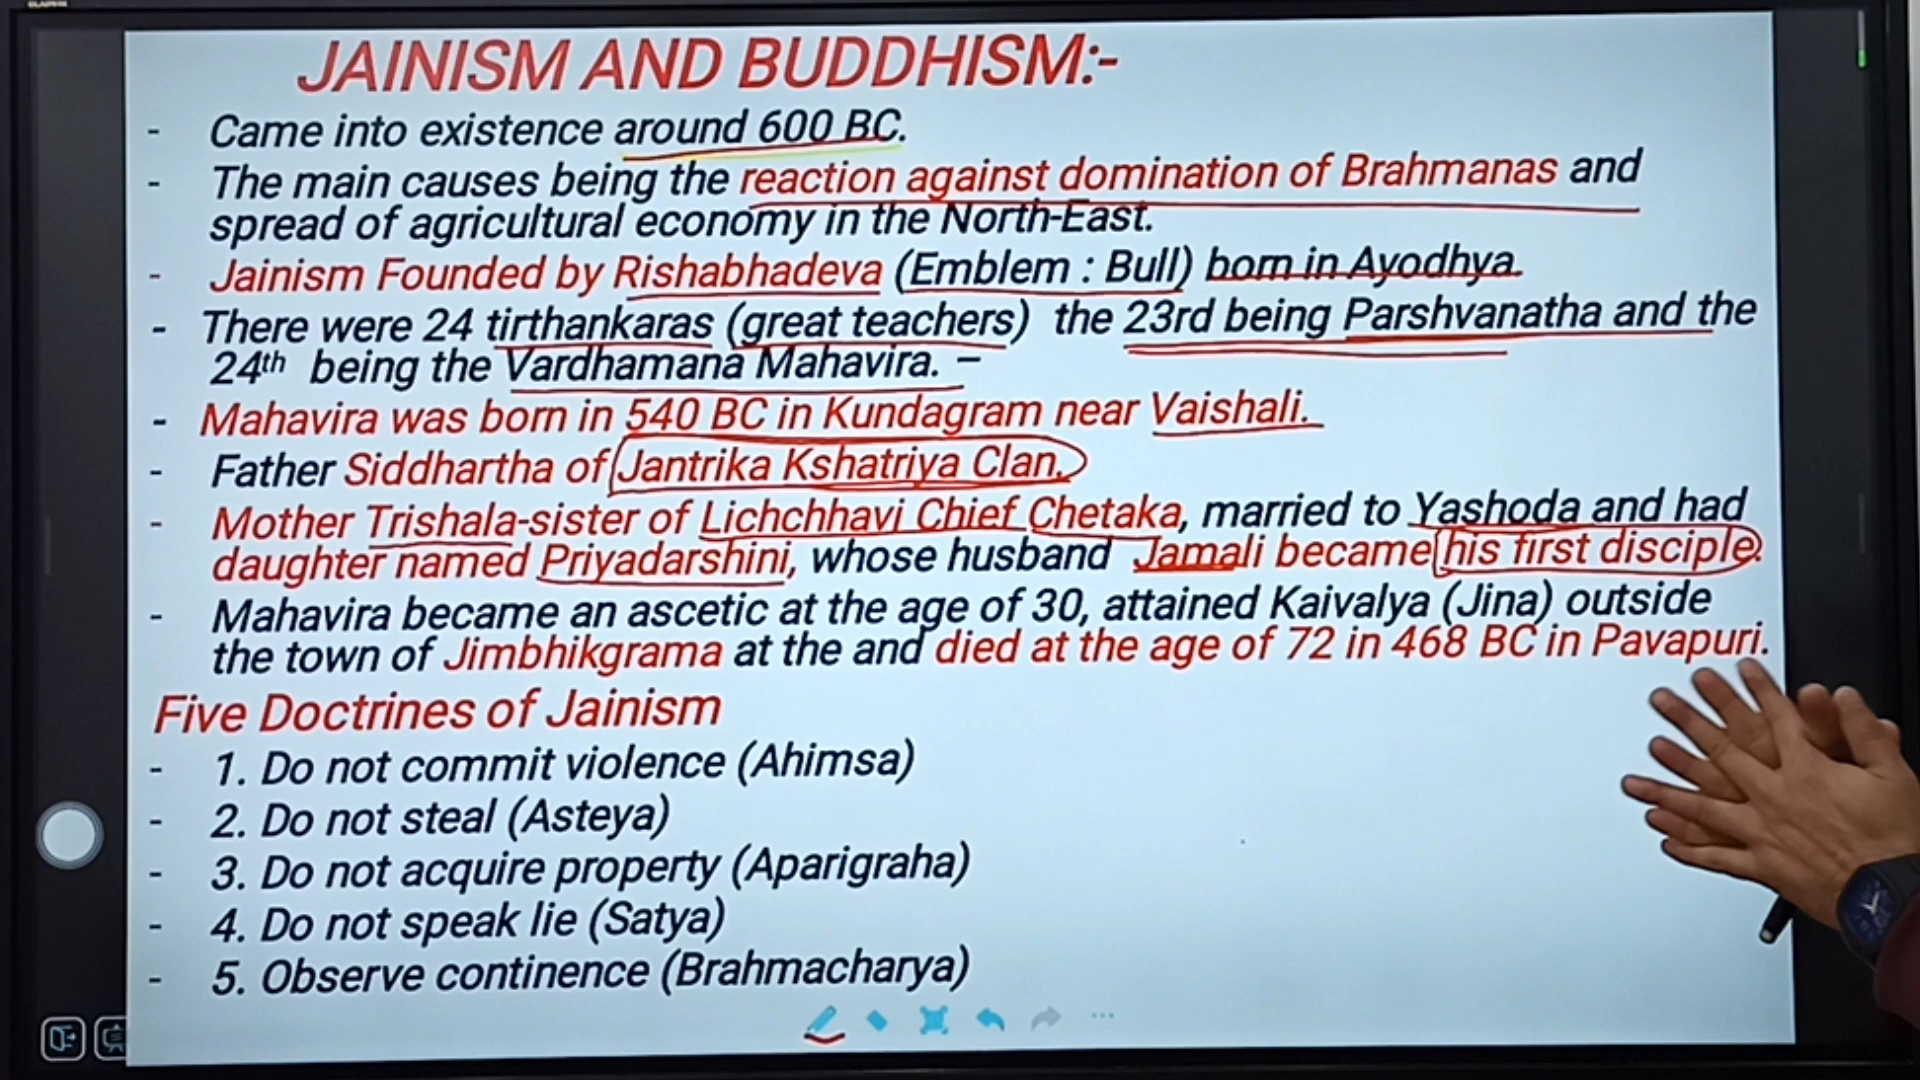 JAINISM AND BUDDHISM:-
- Came into existence around 600 BC.
- The main causes being the reaction against domination of Brahmanas and
spread of agricultural economy in the North-East.
- Jainism Founded by Rishabhadeva (Emblem : Bull) born in Ayodhya.
- There were 24 tirthankaras (great teachers) the 23rd being Parshvanatha and the
24th being the Vardhamana Mahavira. –
- Mahavira was born in 540 BC in Kundagram near Vaishali.
- Father Siddhartha of Jantrika Kshatriya Clan.
- Mother Trishala-sister of Lichchhavi Chief Chetaka, married to Yashoda and had
daughter named Priyadarshini, whose husband Jamali became his first disciple.
- Mahavira became an ascetic at the age of 30, attained Kaivalya (Jina) outside
the town of Jimbhikgrama at the and died at the age of 72 in 468 BC in Pavapuri.
Five Doctrines of Jainism
- 1. Do not commit violence (Ahimsa)
- 2. Do not steal (Asteya)
- 3. Do not acquire property (Aparigraha)
- 4. Do not speak lie (Satya)
- 5. Observe continence (Brahmacharya)